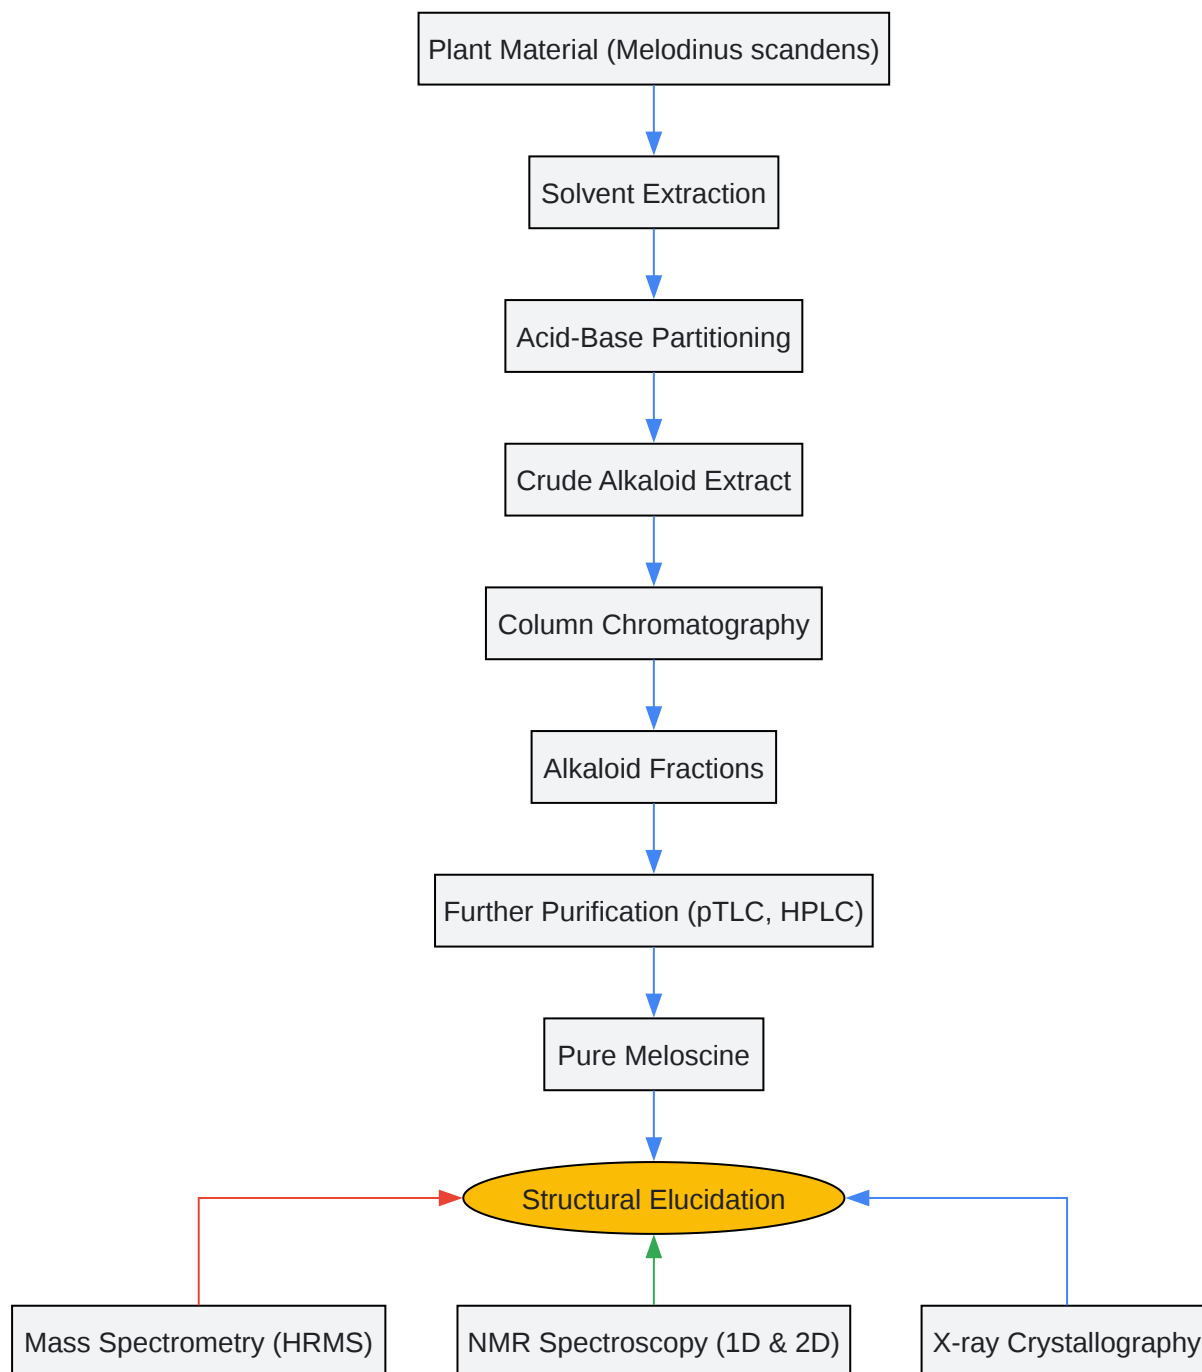 Plant Material (Melodinus scandens)
Solvent Extraction
Acid-Base Partitioning
Crude Alkaloid Extract
Column Chromatography
Alkaloid Fractions
Further Purification (pTLC, HPLC)
Pure Meloscine
Structural Elucidation
Mass Spectrometry (HRMS)
NMR Spectroscopy (1D & 2D)
X-ray Crystallography